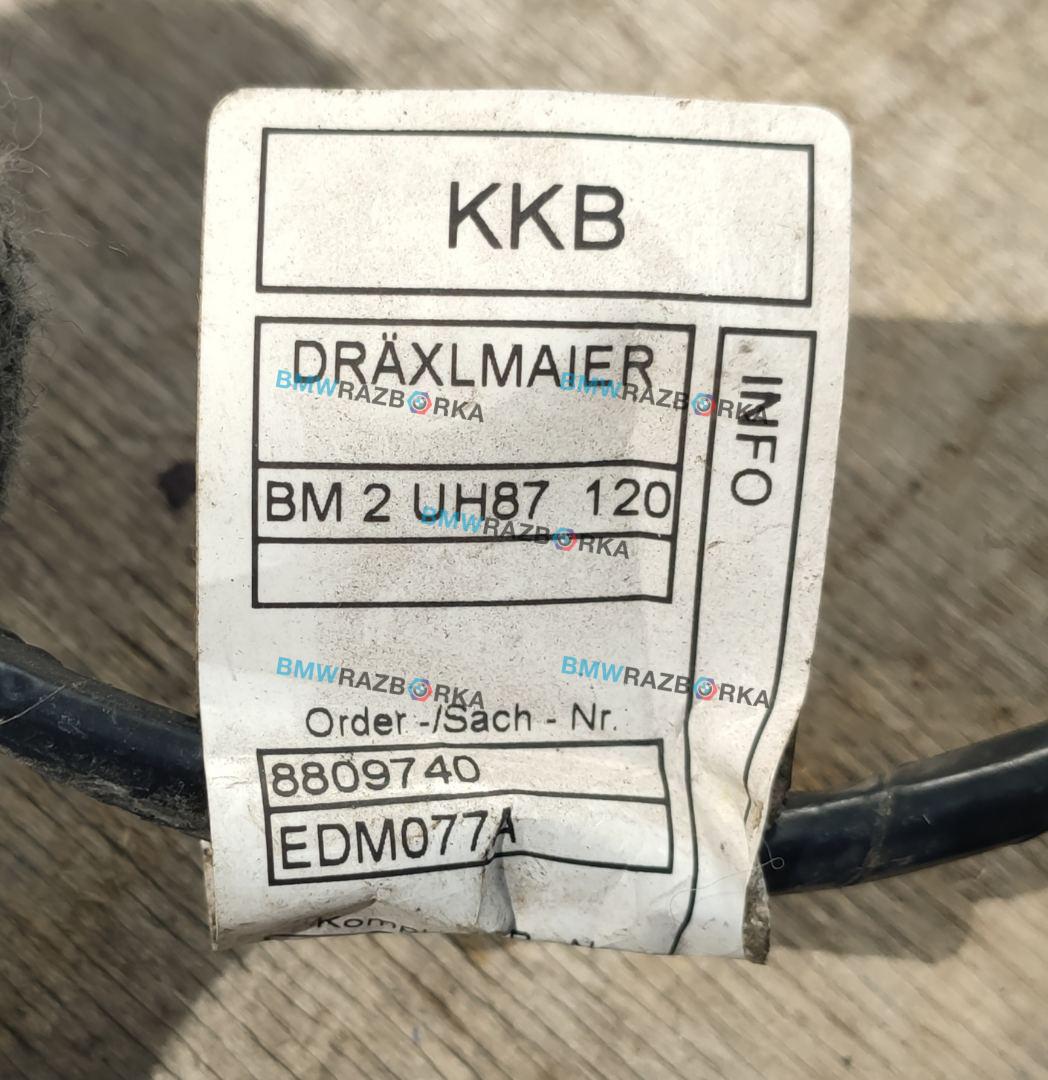 KKB
DRÄXLMAIER
INFO
BMWRAZBORKA BMWRAZBORKA
BM 2 UH87 120
BMWRAZBORKA
BMWRAZBORKA BMWRAZBORKA
Order -/Sach - Nr.
8809740
EDM077A